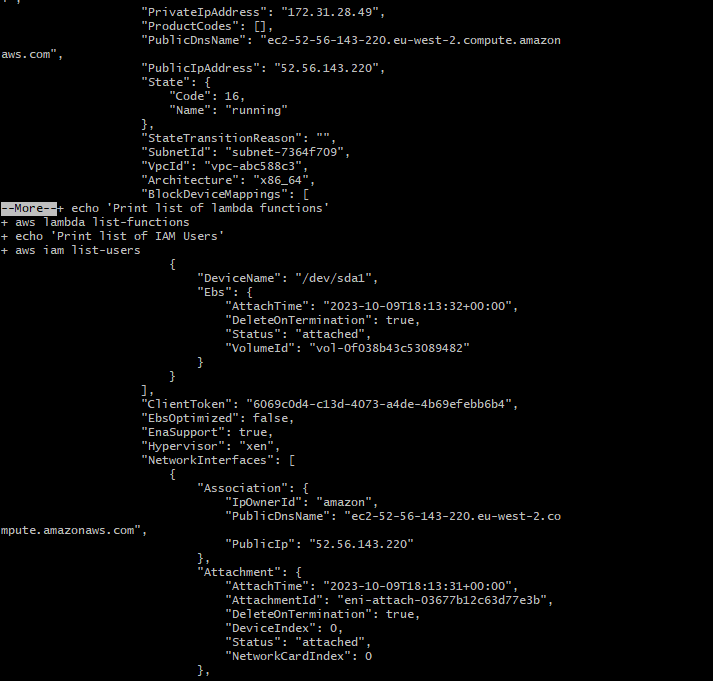 ",
"PrivateIpAddress": "172.31.28.49",
"ProductCodes": [],
"PublicDnsName": "ec2-52-56-143-220.eu-west-2.compute.amazon
aws.com",
"PublicIpAddress": "52.56.143.220",
"State": {
"Code": 16,
"Name": "running"
},
"StateTransitionReason": "",
"SubnetId": "subnet-7364f709",
"VpcId": "vpc-abc588c3",
"Architecture": "x86_64",
"BlockDeviceMappings": [
--More--+ echo 'Print list of lambda functions'
+ aws lambda list-functions
+ echo 'Print list of IAM Users'
+ aws iam list-users
{
"DeviceName": "/dev/sda1",
"Ebs": {
"AttachTime": "2023-10-09T18:13:32+00:00",
"DeleteOnTermination": true,
"Status": "attached",
"VolumeId": "vol-0f038b43c53089482"
}
}
],
"ClientToken": "6069c0d4-c13d-4073-a4de-4b69efebb6b4",
"EbsOptimized": false,
"EnaSupport": true,
"Hypervisor": "xen",
"NetworkInterfaces": [
{
"Association": {
"IpOwnerId": "amazon",
"PublicDnsName": "ec2-52-56-143-220.eu-west-2.co
mpute.amazonaws.com",
"PublicIp": "52.56.143.220"
},
"Attachment": {
"AttachTime": "2023-10-09T18:13:31+00:00",
"AttachmentId": "eni-attach-03677b12c63d77e3b",
"DeleteOnTermination": true,
"DeviceIndex": 0,
"Status": "attached",
"NetworkCardIndex": 0
},